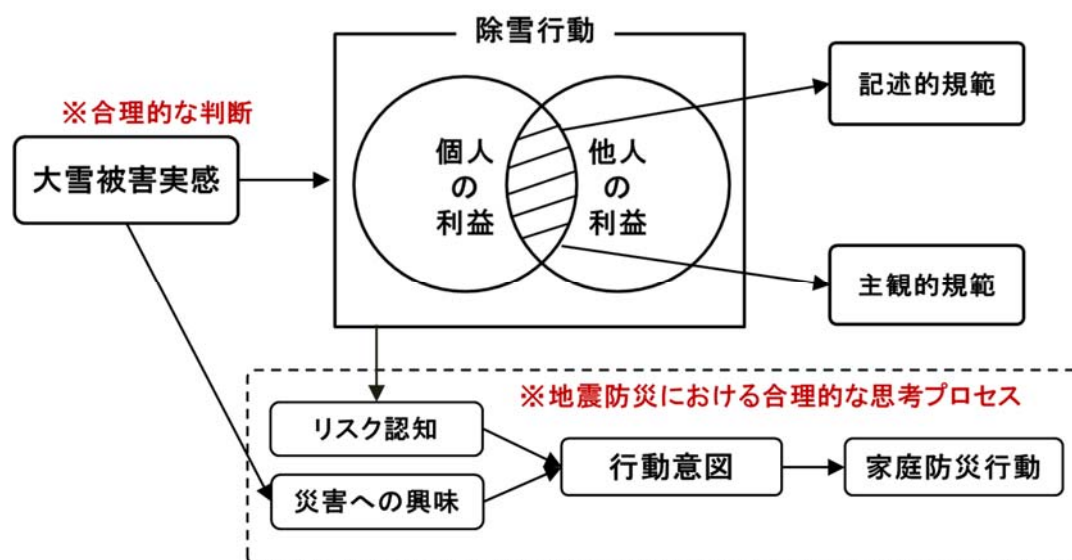 除雪行動
記述的規範
※合理的な判断
大雪被害実感
個人
の
利益
他人
の
利益
主観的規範
※地震防災における合理的な思考プロセス
リスク認知
行動意図
家庭防災行動
災害への興味